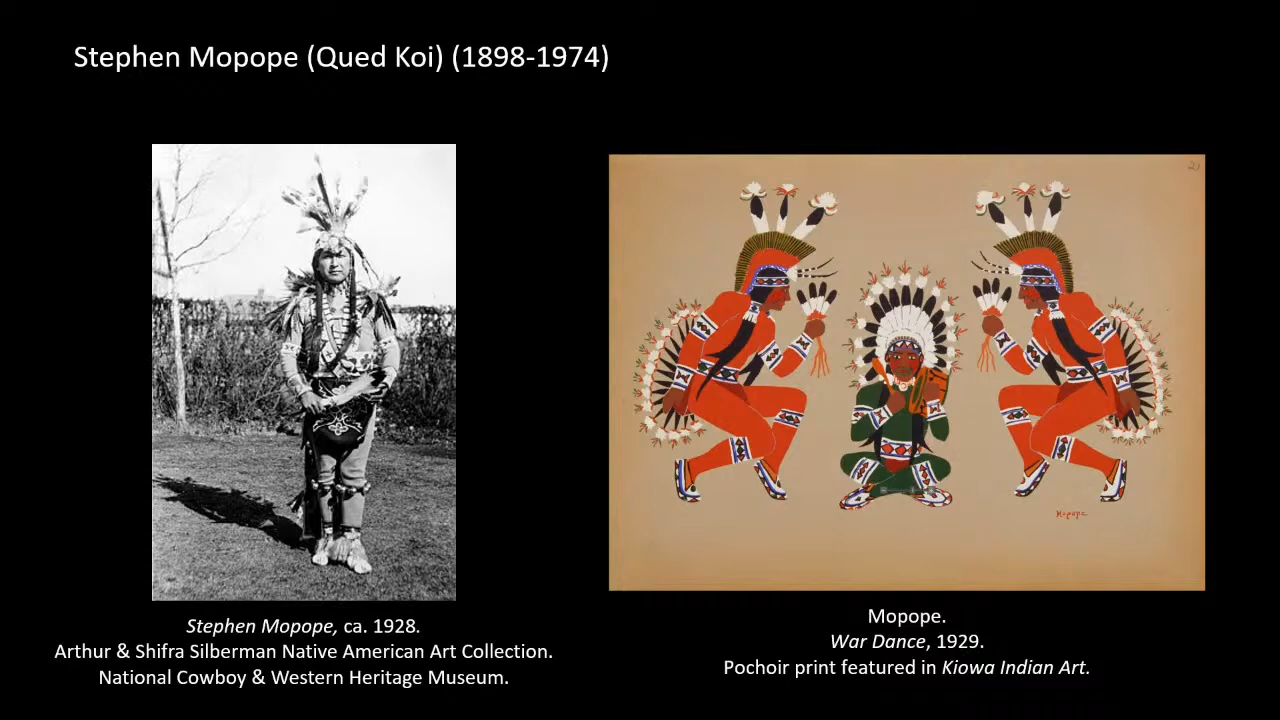 Stephen Mopope (Qued Koi) (1898-1974)
21
Mopope
Stephen Mopope, ca. 1928.
Arthur & Shifra Silberman Native American Art Collection.
National Cowboy & Western Heritage Museum.
Mopope.
War Dance, 1929.
Pochoir print featured in Kiowa Indian Art.